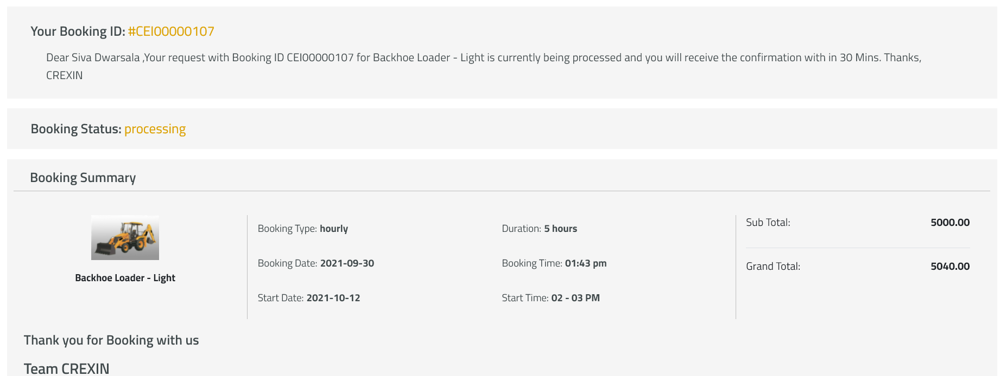 Your Booking ID: #CEI00000107
Dear Siva Dwarsala ,Your request with Booking ID CEI00000107 for Backhoe Loader - Light is currently being processed and you will receive the confirmation with in 30 Mins. Thanks,
CREXIN
Booking Status: processing
Booking Summary
Backhoe Loader - Light
Booking Type: hourly
Duration: 5 hours
Booking Date: 2021-09-30
Booking Time: 01:43 pm
Start Date: 2021-10-12
Start Time: 02 - 03 PM
Sub Total: 5000.00
Grand Total: 5040.00
Thank you for Booking with us
Team CREXIN